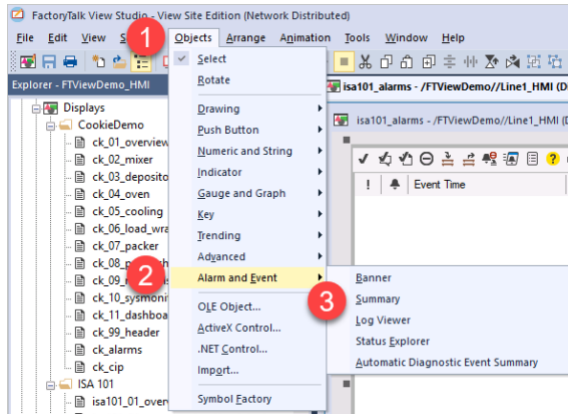 FactoryTalk View Studio - View Site Edition (Network Distributed)
File Edit View S Objects Arrange Animation Tools Window Help
1
Explorer - FTViewDemo_HMI
isa101_alarms - /FTViewDemo//Line1_HMI (D
isa101_alarms - /FTViewDemo//Line1_HMI (D
Event Time
Displays
CookieDemo
ck_01_overview
ck_02_mixer
ck_03_deposito
ck_04_oven
ck_05_cooling
ck_06_load_wra
ck_07_packer
ck_08_p
ck_09_
ck_10_sysmoni
ck_11_dashboa
ck_99_header
ck_alarms
ck_cip
ISA 101
isa101_01_over
Select
Rotate
Drawing
Push Button
Numeric and String
Indicator
Gauge and Graph
Key
Trending
Advanced
2
Alarm and Event
OLE Object...
ActiveX Control...
.NET Control...
Import...
Symbol Factory
3
Banner
Summary
Log Viewer
Status Explorer
Automatic Diagnostic Event Summary